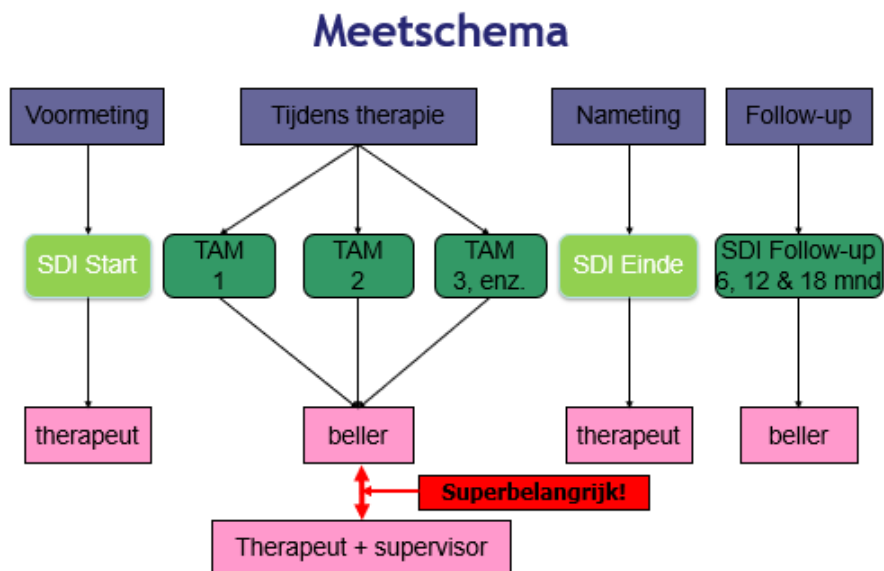 Meetschema
Voormeting
Tijdens therapie
Nameting
Follow-up
SDI Start
TAM
1
TAM
2
TAM
3, enz.
SDI Einde
SDI Follow-up
6, 12 & 18 mnd
therapeut
beller
therapeut
beller
Superbelangrijk!
Therapeut + supervisor